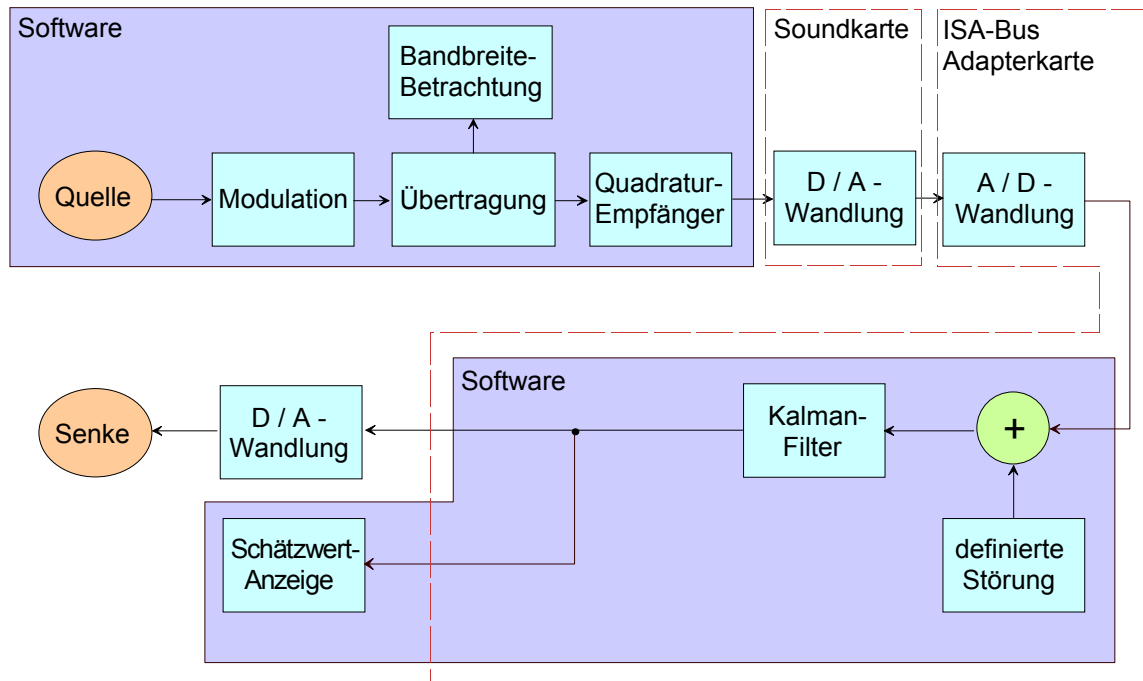 Software
Soundkarte
ISA-Bus
Adapterkarte
Bandbreite-
Betrachtung
Quelle
Modulation
Übertragung
Quadratur-
Empfänger
D / A -
Wandlung
A / D -
Wandlung
Software
Senke
D / A -
Wandlung
Kalman-
Filter
+
Schätzwert-
Anzeige
definierte
Störung